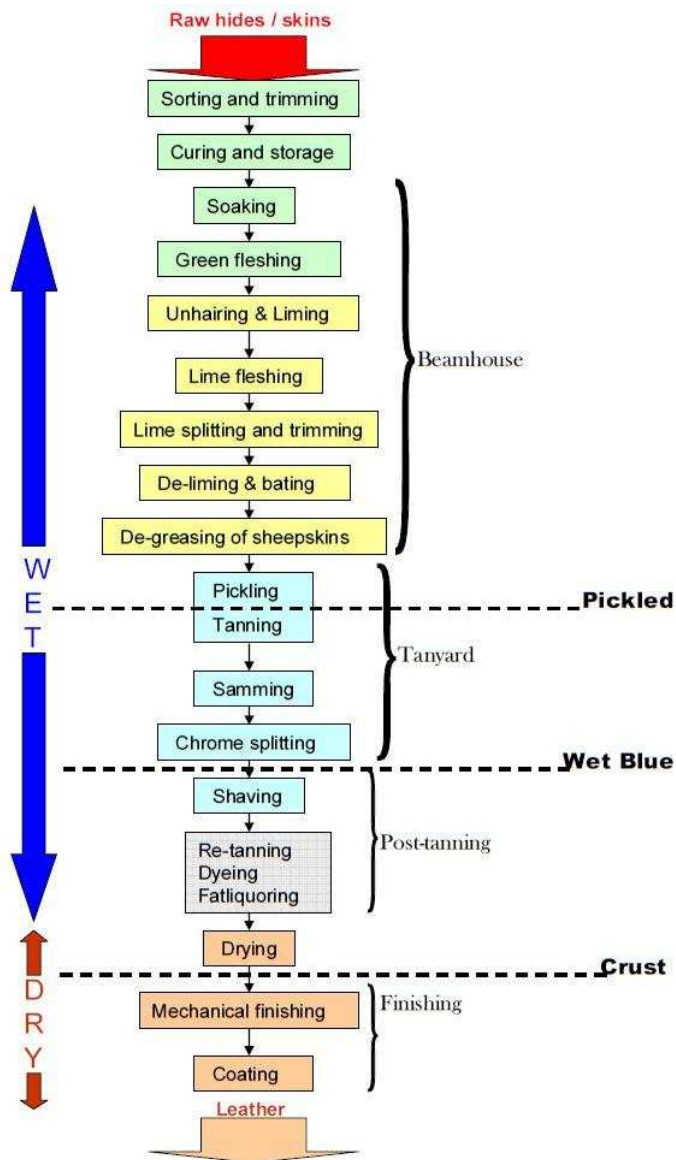 Raw hides / skins
Sorting and trimming
Curing and storage
Soaking
Green fleshing
Unhairing & Liming
Beamhouse
Lime fleshing
Lime splitting and trimming
De-liming & bating
De-greasing of sheepskins
WET
Pickling
Pickled
Tanning
Tanyard
Samming
Chrome splitting
Wet Blue
Shaving
Post-tanning
Re-tanning
Dyeing
Fatliquoring
Drying
Crust
DRY
Mechanical finishing
Finishing
Coating
Leather